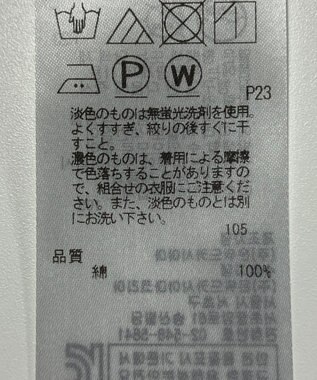 P W
P23
淡色のものは無蛍光洗剤を使用。
よくすすぎ、絞りの後すぐに干
すこと。
濃色のものは、着用による摩擦
で色落ちすることがありますの
で、組合せの衣服にご注意くだ
さい。また、淡色のものとは別
にお洗い下さい。
105
品質
綿 100%